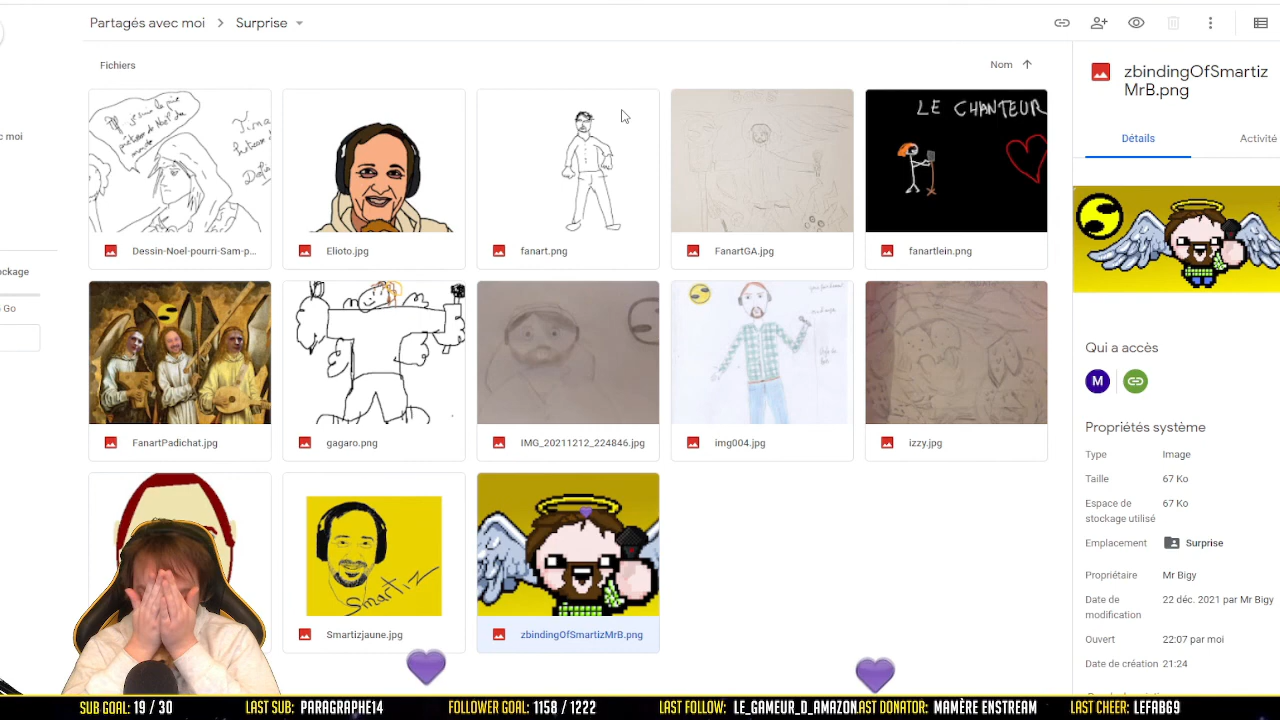 Partagés avec moi > Surprise
Fichiers
Nom
c moi
ockage
Go
LE CHANTEUR
Dessin-Noel-pourri-Sam-p...
Elioto.jpg
fanart.png
FanartGA.jpg
fanartlein.png
FanartPadichat.jpg
gagaro.png
IMG_20211212_224846.jpg
img004.jpg
izzy.jpg
Smartiz
Smartizjaune.jpg
zbindingOfSmartizMrB.png
zbindingOfSmartiz
MrB.png
Détails
Activité
Qui a accès
M
Propriétés système
Type Image
Taille 67 Ko
Espace de stockage utilisé 67 Ko
Emplacement Surprise
Propriétaire Mr Bigy
Date de modification 22 déc. 2021 par Mr Bigy
Ouvert 22:07 par moi
Date de création 21:24
SUB GOAL: 19 / 30 LAST SUB: PARAGRAPHE14 FOLLOWER GOAL: 1158 / 1222 LAST FOLLOW: LE_GAMEUR_D_AMAZON AST DONATOR: MAMÈRE ENSTREAM LAST CHEER: LEFAB69